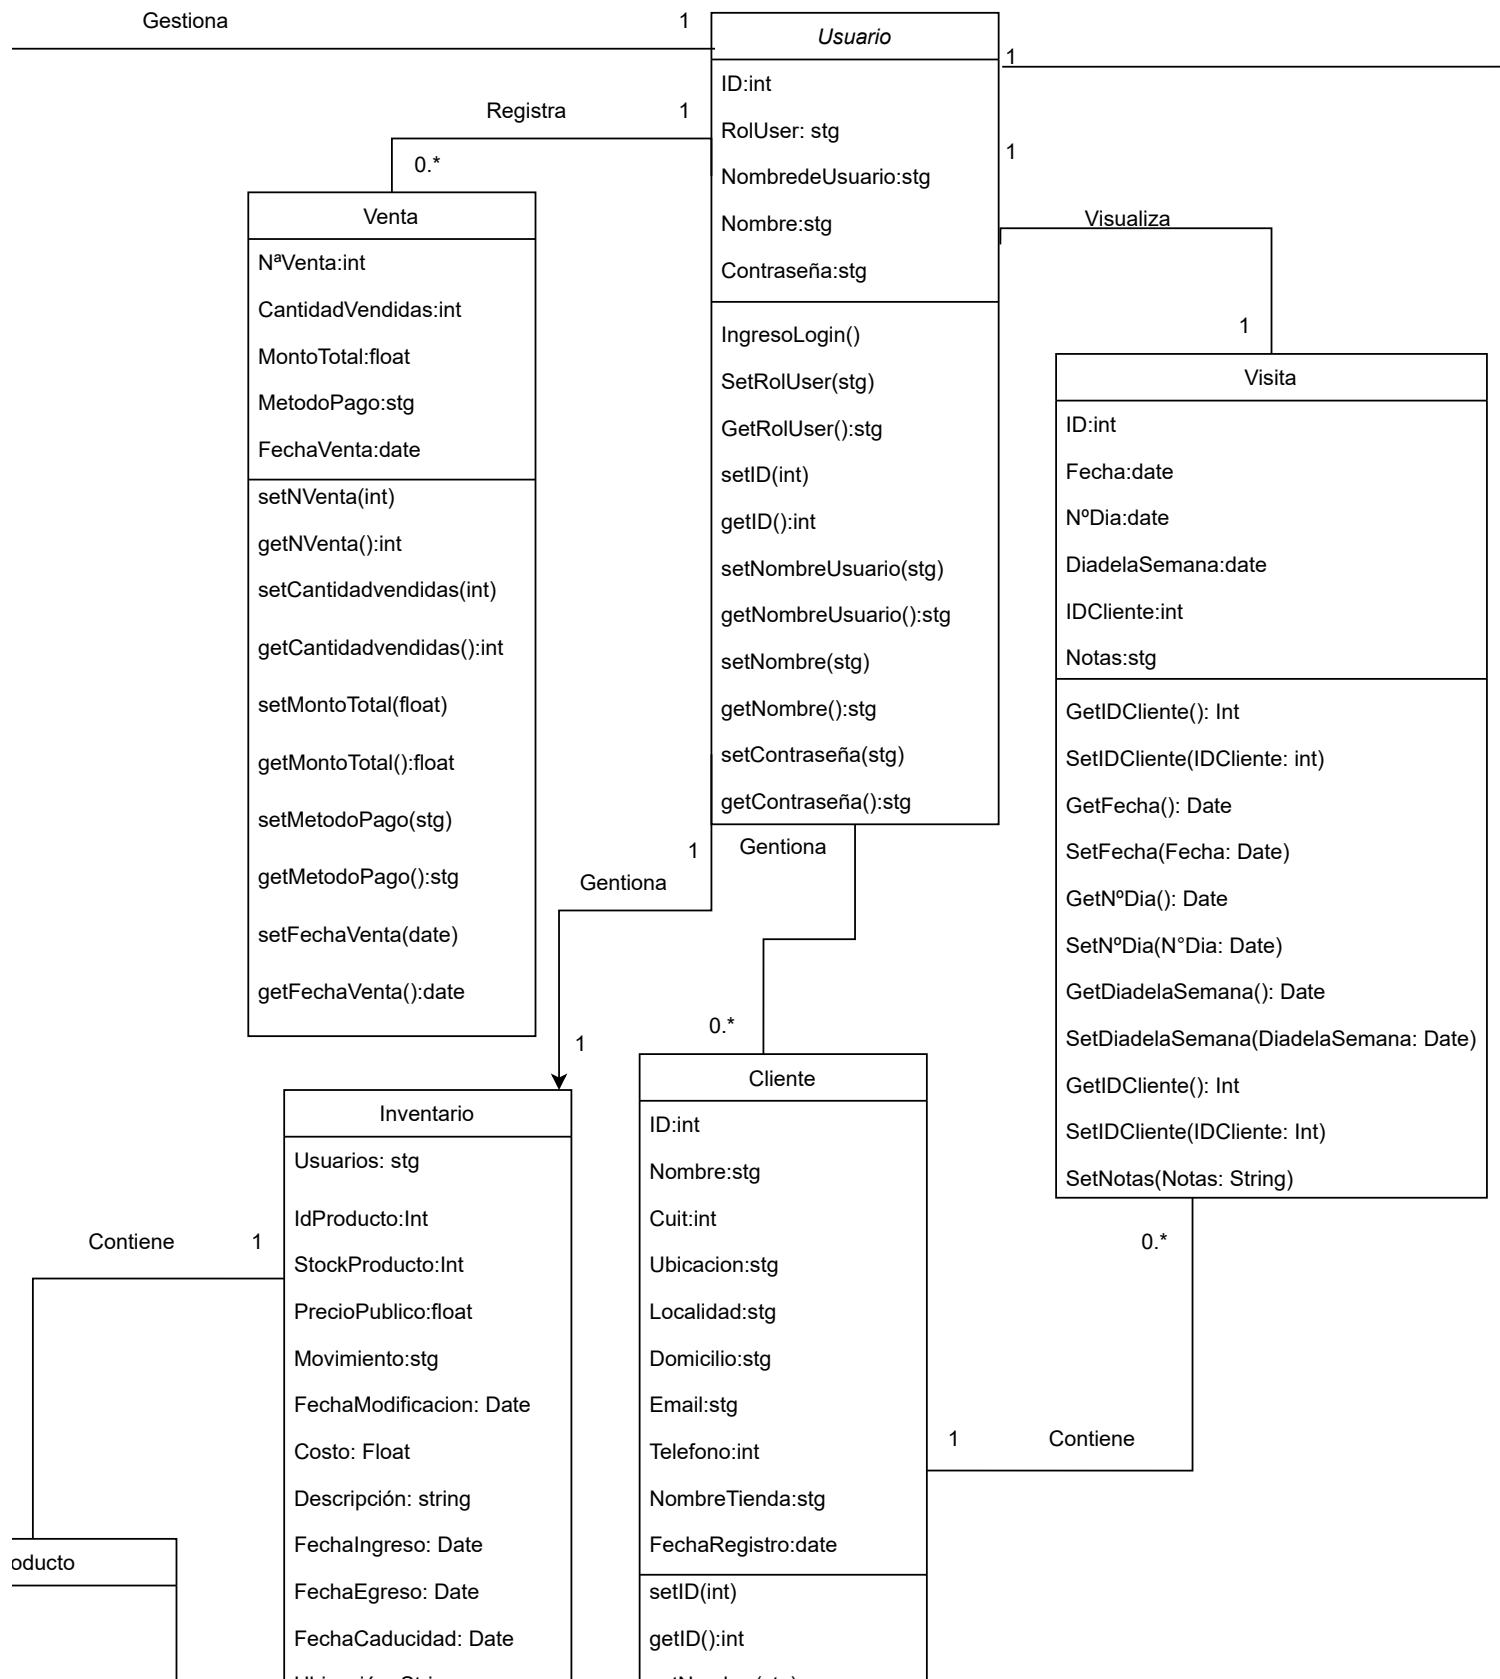 Gestiona
1
Usuario
1
ID:int
RolUser: stg
NombredeUsuario:stg
Nombre:stg
Contraseña:stg
IngresoLogin()
SetRolUser(stg)
GetRolUser():stg
setID(int)
getID():int
setNombreUsuario(stg)
getNombreUsuario():stg
setNombre(stg)
getNombre():stg
setContraseña(stg)
getContraseña():stg
Registra
1
0.*
Venta
NªVenta:int
CantidadVendidas:int
MontoTotal:float
MetodoPago:stg
FechaVenta:date
setNVenta(int)
getNVenta():int
setCantidadvendidas(int)
getCantidadvendidas():int
setMontoTotal(float)
getMontoTotal():float
setMetodoPago(stg)
getMetodoPago():stg
setFechaVenta(date)
getFechaVenta():date
1
Visualiza
1
Visita
ID:int
Fecha:date
NºDia:date
DiadelaSemana:date
IDCliente:int
Notas:stg
GetIDCliente(): Int
SetIDCliente(IDCliente: int)
GetFecha(): Date
SetFecha(Fecha: Date)
GetNºDia(): Date
SetNºDia(N°Dia: Date)
GetDiadelaSemana(): Date
SetDiadelaSemana(DiadelaSemana: Date)
GetIDCliente(): Int
SetIDCliente(IDCliente: Int)
SetNotas(Notas: String)
1
Gentiona
Gentiona
1
0.*
Inventario
Usuarios: stg
IdProducto:Int
StockProducto:Int
PrecioPublico:float
Movimiento:stg
FechaModificacion: Date
Costo: Float
Descripción: string
FechaIngreso: Date
FechaEgreso: Date
FechaCaducidad: Date
Cliente
ID:int
Nombre:stg
Cuit:int
Ubicacion:stg
Localidad:stg
Domicilio:stg
Email:stg
Telefono:int
NombreTienda:stg
FechaRegistro:date
setID(int)
getID():int
0.*
1
Contiene
Contiene
1
oducto